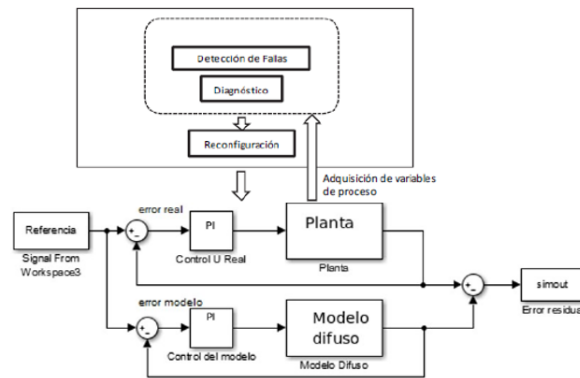 Detección de Fallas
Diagnóstico
Reconfiguración
Adquisición de variables
de proceso
Referencia
Signal From
Workspace3
error real
PI
Control U Real
Planta
Planta
simout
Error residual
error modelo
PI
Control del modelo
Modelo
difuso
Modelo Difuso